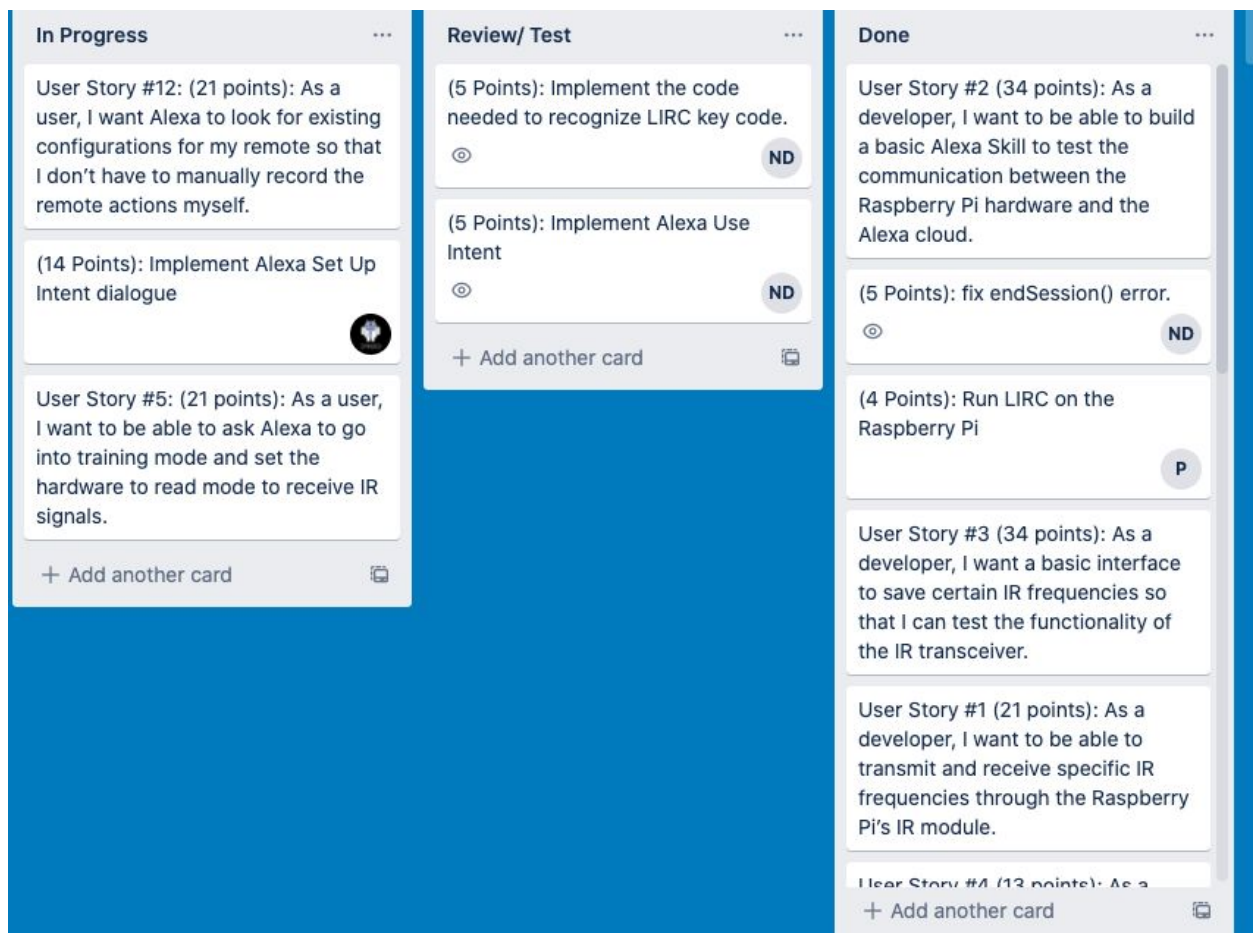 In Progress
User Story #12: (21 points): As a
user, I want Alexa to look for existing
configurations for my remote so that
I don’t have to manually record the
remote actions myself.
(14 Points): Implement Alexa Set Up
Intent dialogue
User Story #5: (21 points): As a user,
I want to be able to ask Alexa to go
into training mode and set the
hardware to read mode to receive IR
signals.
+ Add another card
Review/ Test
(5 Points): Implement the code
needed to recognize LIRC key code.
ND
(5 Points): Implement Alexa Use
Intent
ND
+ Add another card
Done
User Story #2 (34 points): As a
developer, I want to be able to build
a basic Alexa Skill to test the
communication between the
Raspberry Pi hardware and the
Alexa cloud.
(5 Points): fix endSession() error.
ND
(4 Points): Run LIRC on the
Raspberry Pi
P
User Story #3 (34 points): As a
developer, I want a basic interface
to save certain IR frequencies so
that I can test the functionality of
the IR transceiver.
User Story #1 (21 points): As a
developer, I want to be able to
transmit and receive specific IR
frequencies through the Raspberry
Pi’s IR module.
User Story #4 (13 points): As a
+ Add another card